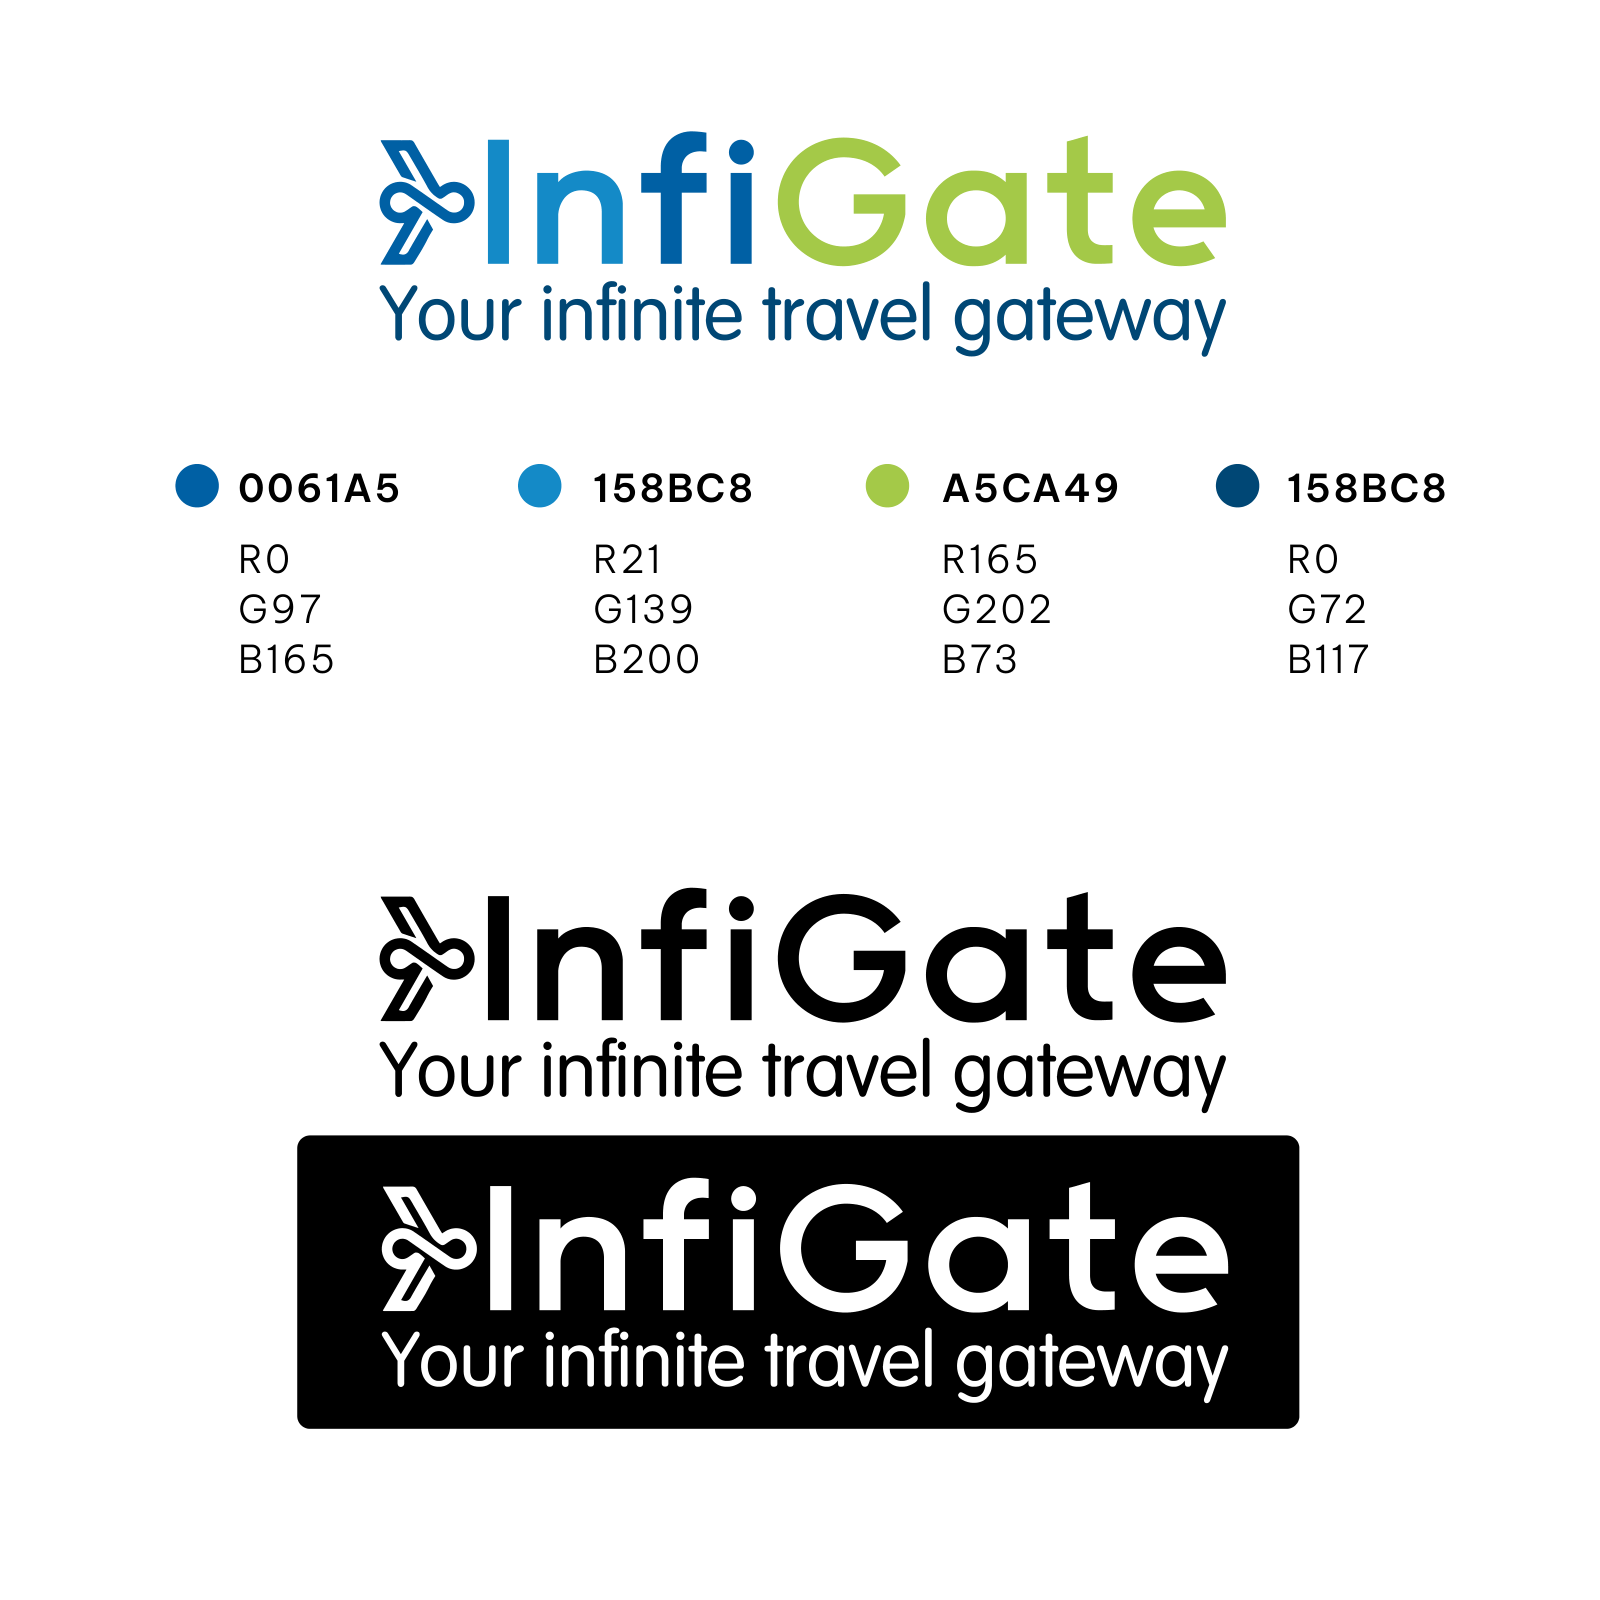 InfiGate
Your infinite travel gateway
0061A5 158BC8 A5CA49 158BC8
R0 R21 R165 R0
G97 G139 G202 G72
B165 B200 B73 B117
InfiGate
Your infinite travel gateway
InfiGate
Your infinite travel gateway